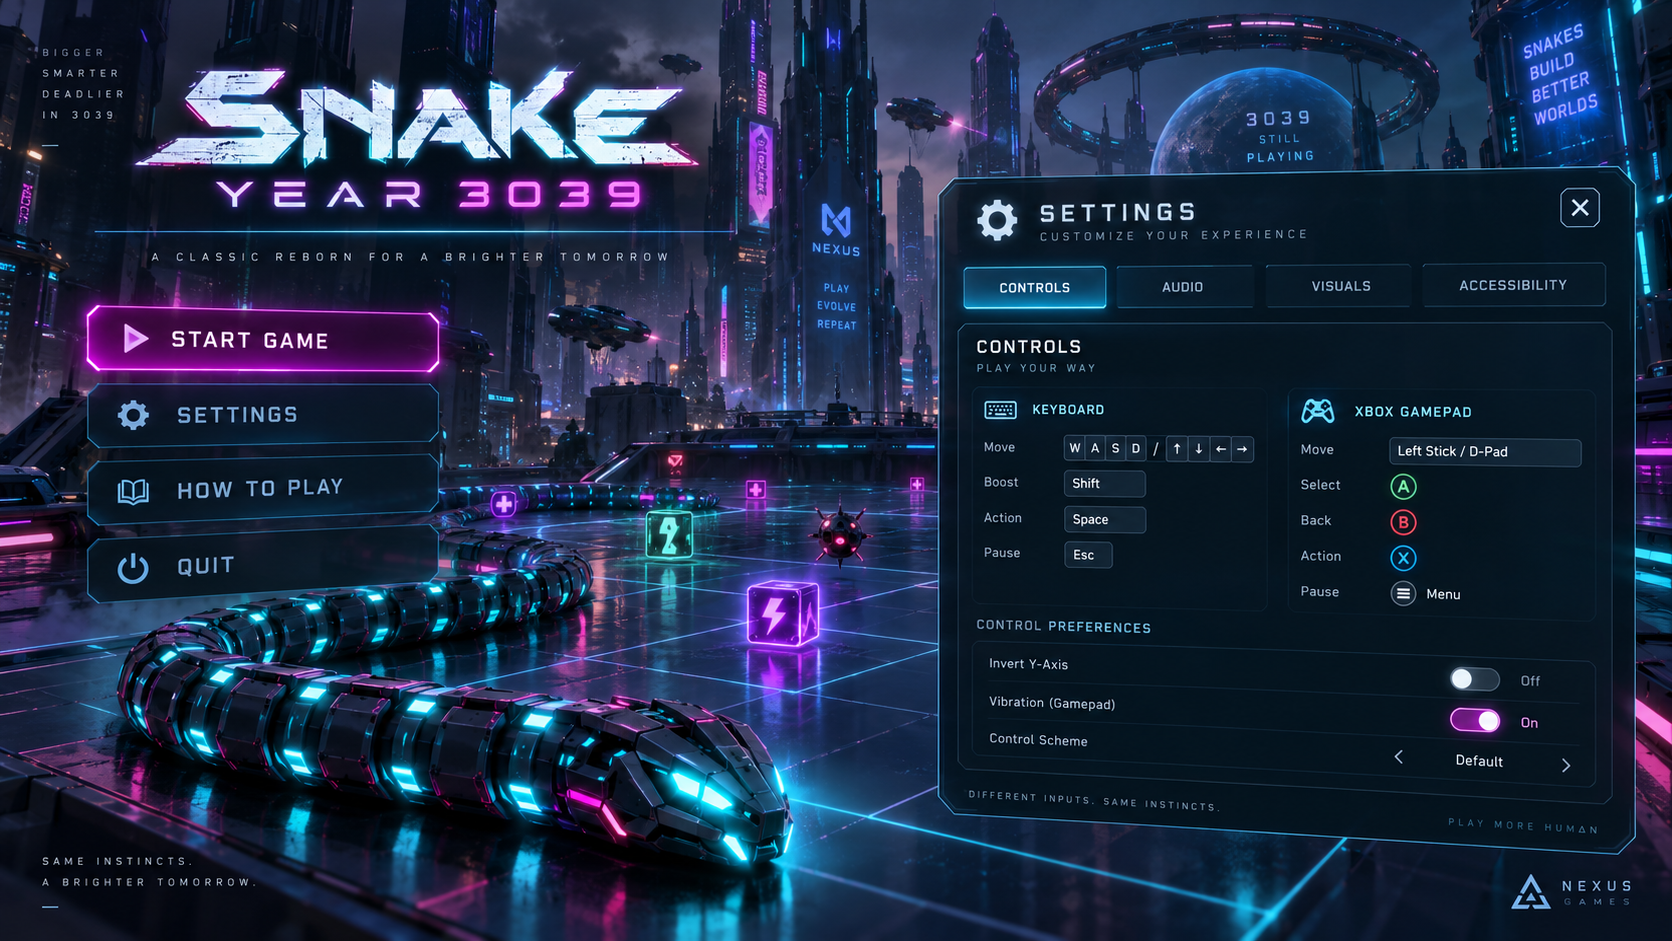 BIGGER
SMARTER
DEADLIER
IN 3039
SNAKE
YEAR 3039
A CLASSIC REBORN FOR A BRIGHTER TOMORROW
START GAME
SETTINGS
HOW TO PLAY
QUIT
SAME INSTINCTS.
A BRIGHTER TOMORROW.
NEXUS
PLAY
EVOLVE
REPEAT
3039
STILL
PLAYING
SNAKES
BUILD
BETTER
WORLDS
SETTINGS
CUSTOMIZE YOUR EXPERIENCE
CONTROLS AUDIO VISUALS ACCESSIBILITY
CONTROLS
PLAY YOUR WAY
KEYBOARD
Move W A S D / ↑ ↓ ← →
Boost Shift
Action Space
Pause Esc
XBOX GAMEPAD
Move Left Stick / D-Pad
Select A
Back B
Action X
Pause Menu
CONTROL PREFERENCES
Invert Y-Axis Off
Vibration (Gamepad) On
Control Scheme Default
DIFFERENT INPUTS. SAME INSTINCTS.
PLAY MORE HUMAN
NEXUS
GAMES